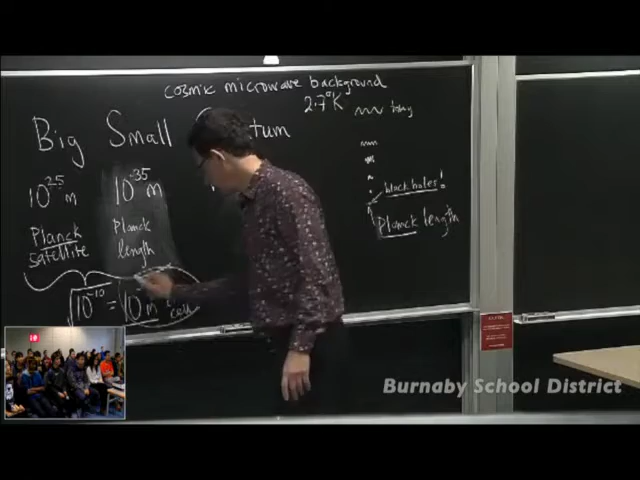 cosmic microwave background
2.7°K today
Big Small tum
10^25 m 10^-35 m
black holes!
Planck satellite
Planck length
Planck length
√10^-10 = 10 m cell
Burnaby School District